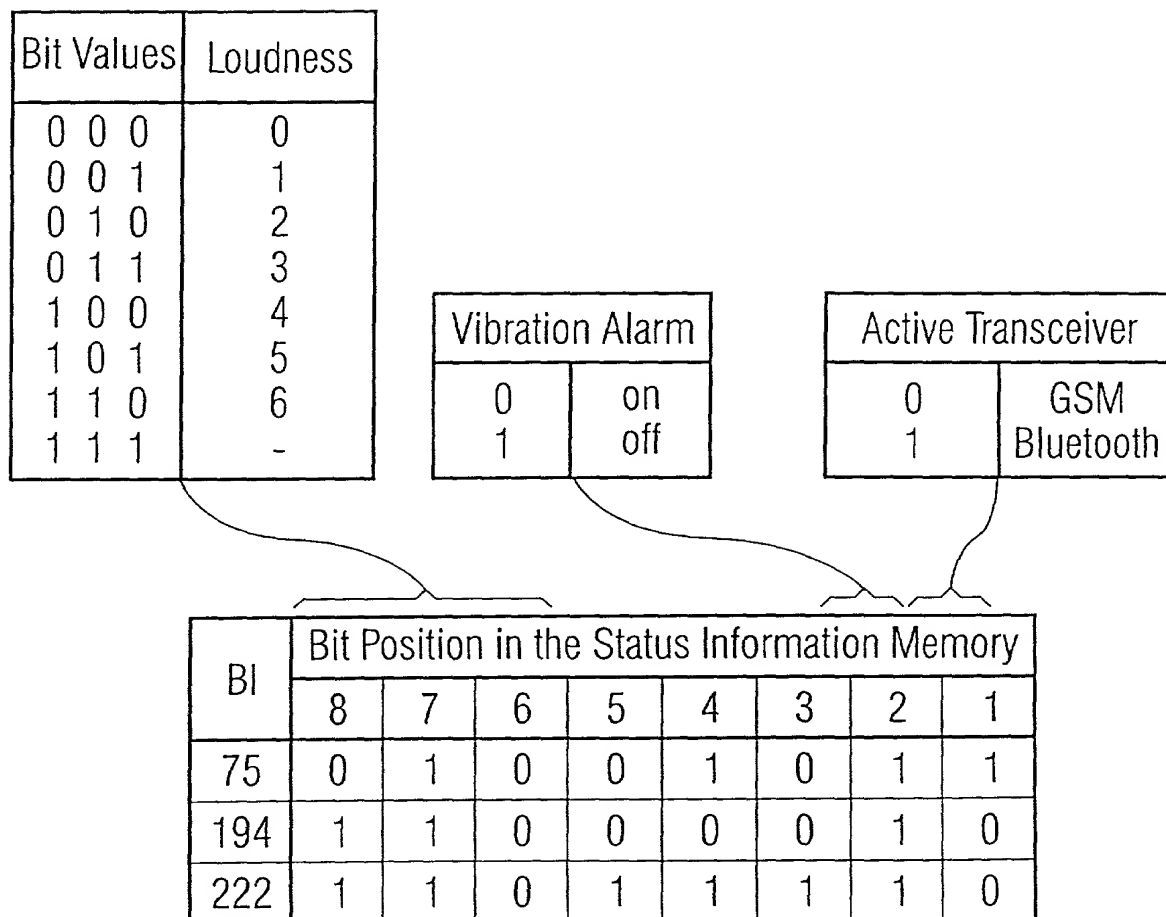 Bit Values Loudness
0 0 0 0
0 0 1 1
0 1 0 2
0 1 1 3
1 0 0 4
1 0 1 5
1 1 0 6
1 1 1 -
Vibration Alarm
0 on
1 off
Active Transceiver
0 GSM
1 Bluetooth
BI Bit Position in the Status Information Memory
8 7 6 5 4 3 2 1
75 0 1 0 0 1 0 1 1
194 1 1 0 0 0 0 1 0
222 1 1 0 1 1 1 1 0